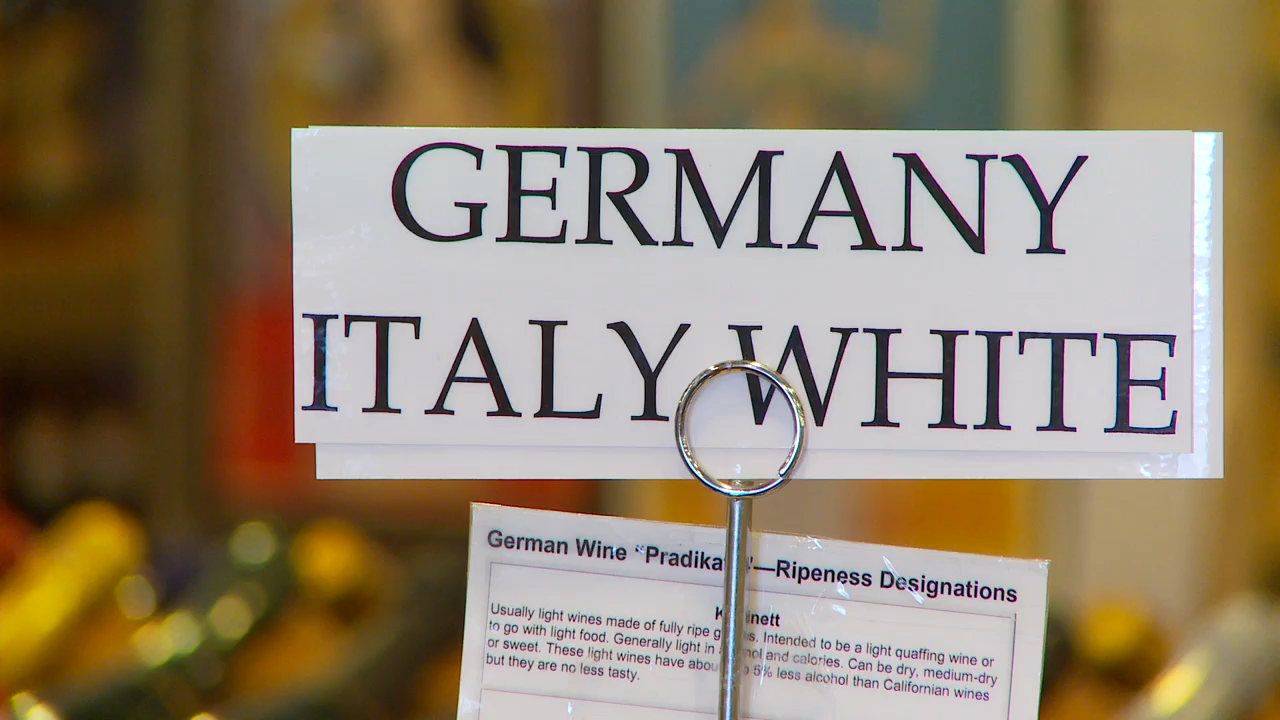 GERMANY
ITALY WHITE
German Wine "Pradika "—Ripeness Designations
Usually light wines made of fully ripe Intended to be a light quaffing wine or
to go with light food. Generally light in and calories. Can be dry, medium-dry
or sweet. These light wines have 5% less alcohol than Californian wines
but they are no less tasty.